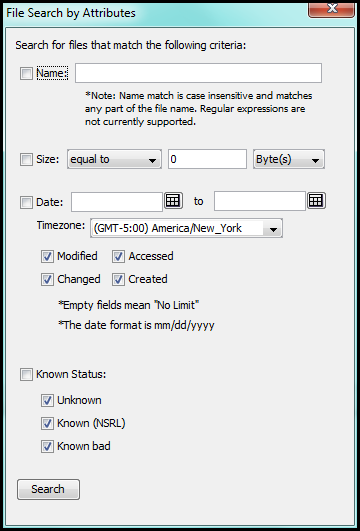 File Search by Attributes
Search for files that match the following criteria:
Name:
*Note: Name match is case insensitive and matches
any part of the file name. Regular expressions are
not currently supported.
Size: equal to 0 Byte(s)
Date: to
Timezone: (GMT-5:00) America/New_York
Modified Accessed
Changed Created
*Empty fields mean "No Limit"
*The date format is mm/dd/yyyy
Known Status:
Unknown
Known (NSRL)
Known bad
Search